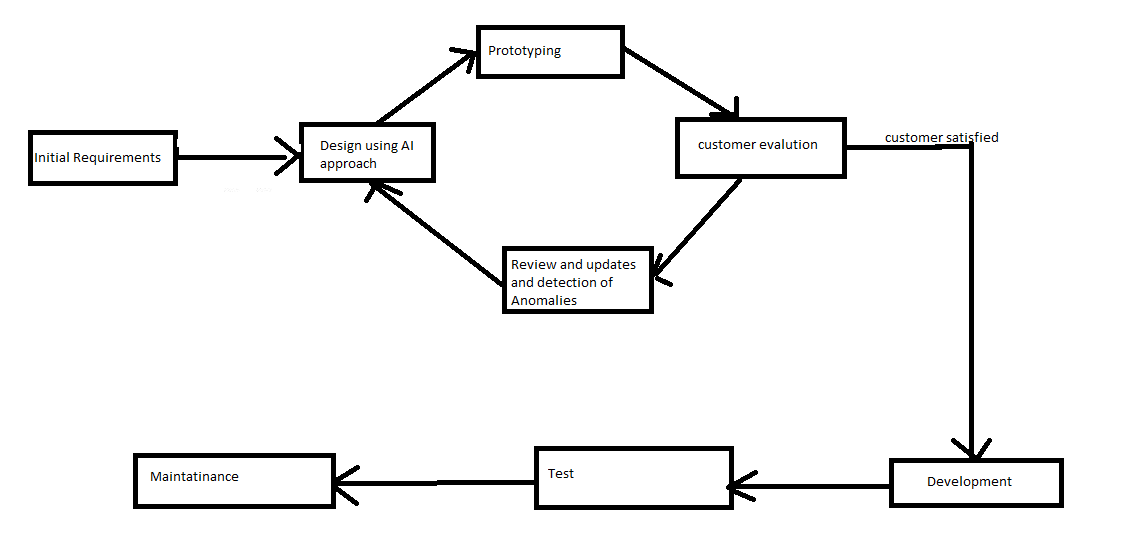 Prototyping
customer evalution
customer satisfied
Initial Requirements
Design using AI
approach
Review and updates
and detection of
Anomalies
Maintatinance
Test
Development